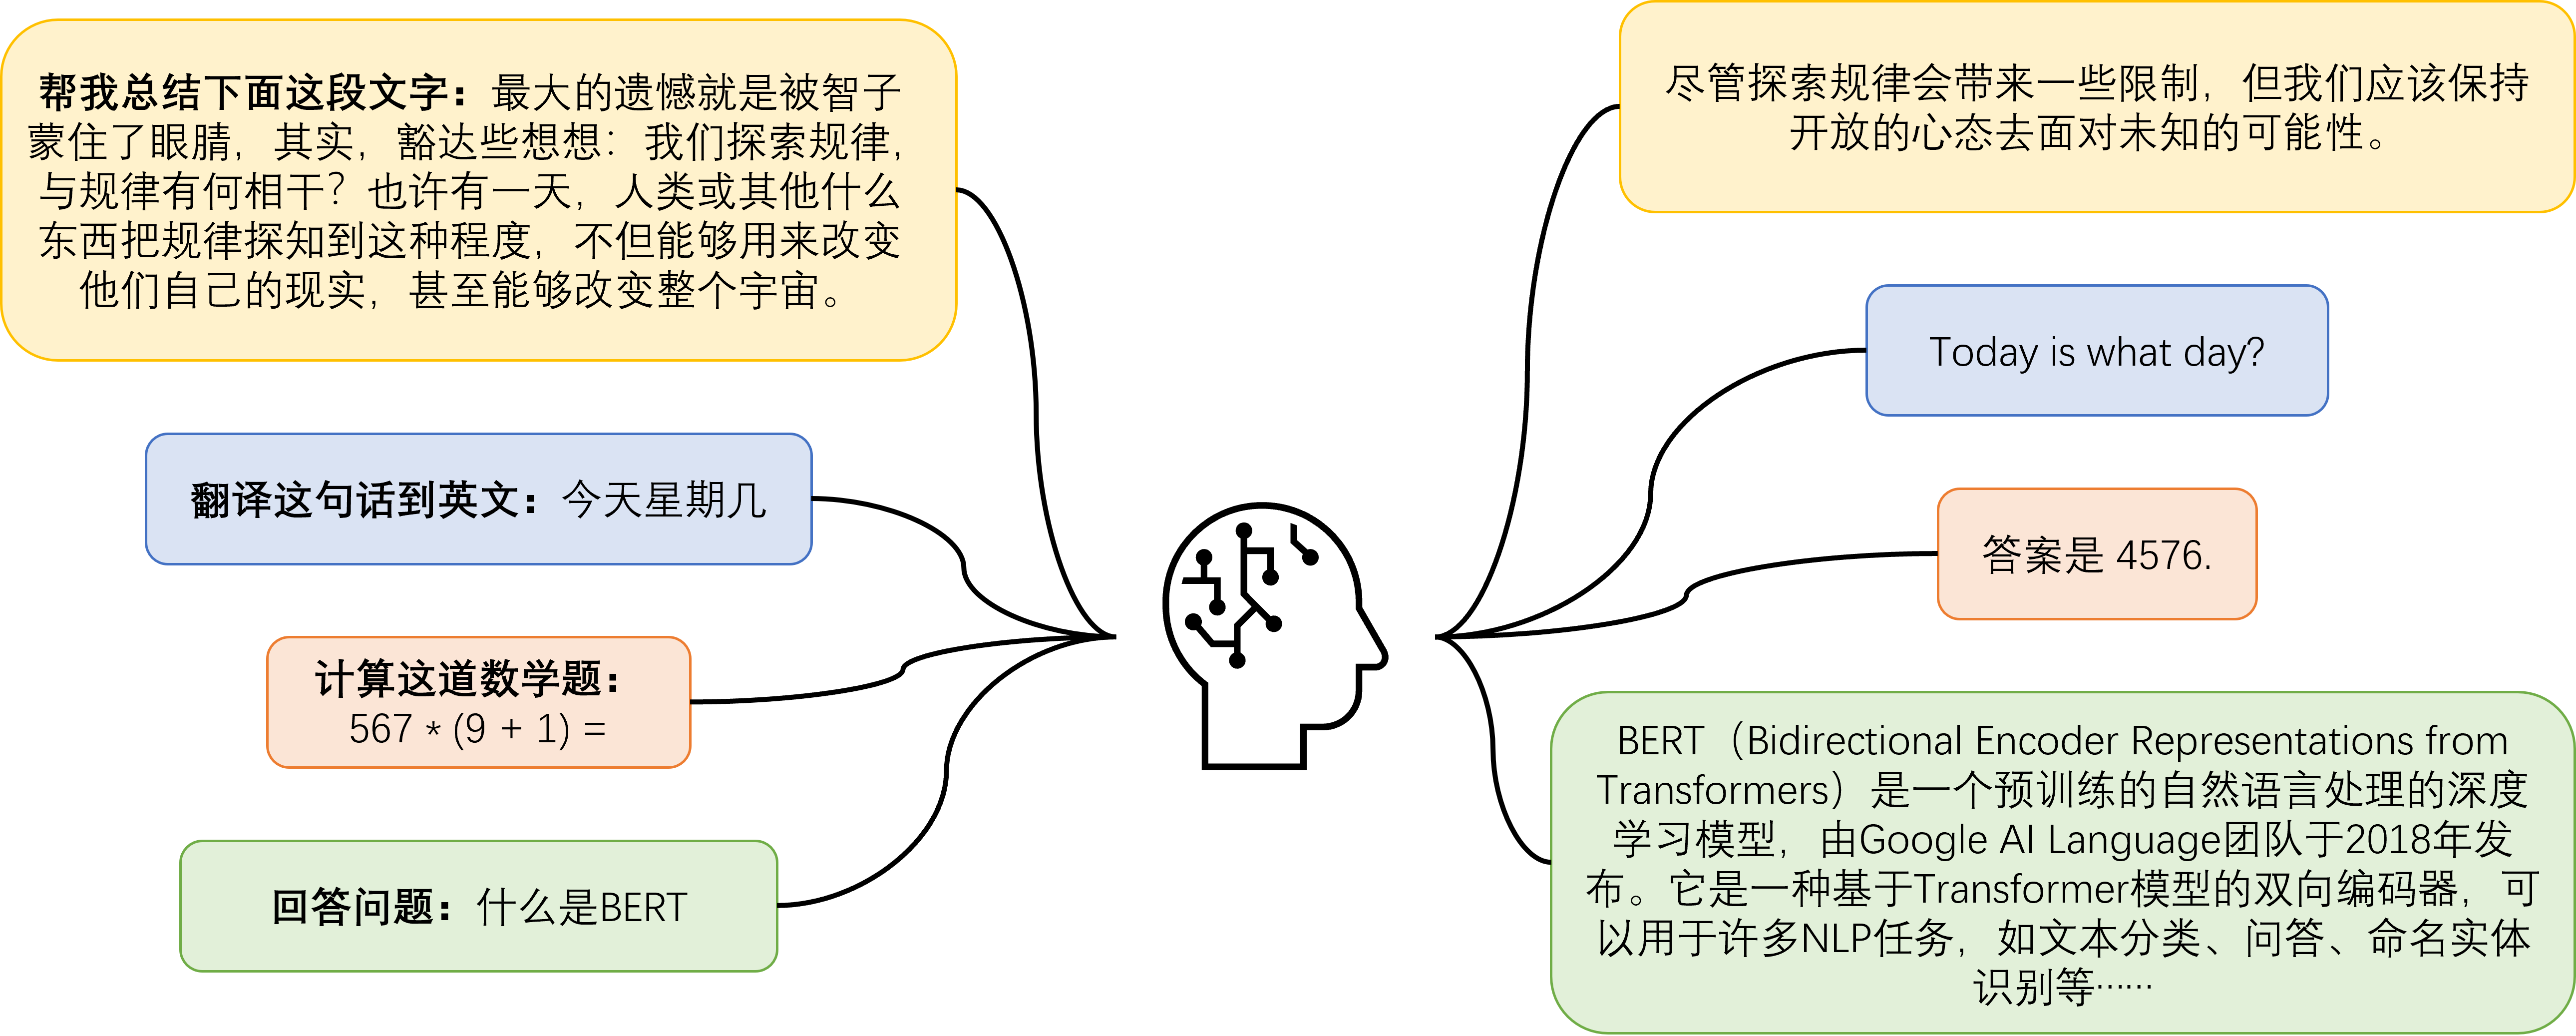 帮我总结下面这段文字：最大的遗憾就是被智子
蒙住了眼腈，其实，豁达些想想：我们探索规律，
与规律有何相干？也许有一天，人类或其他什么
东西把规律探知到这种程度，不但能够用来改变
他们自己的现实，甚至能够改变整个宇宙。
翻译这句话到英文：今天星期几
计算这道数学题：
567 * (9 + 1) =
回答问题：什么是BERT
尽管探索规律会带来一些限制，但我们应该保持
开放的心态去面对未知的可能性。
Today is what day?
答案是 4576.
BERT（Bidirectional Encoder Representations from
Transformers）是一个预训练的自然语言处理的深度
学习模型，由Google AI Language团队于2018年发
布。它是一种基于Transformer模型的双向编码器，可
以用于许多NLP任务，如文本分类、问答、命名实体
识别等……